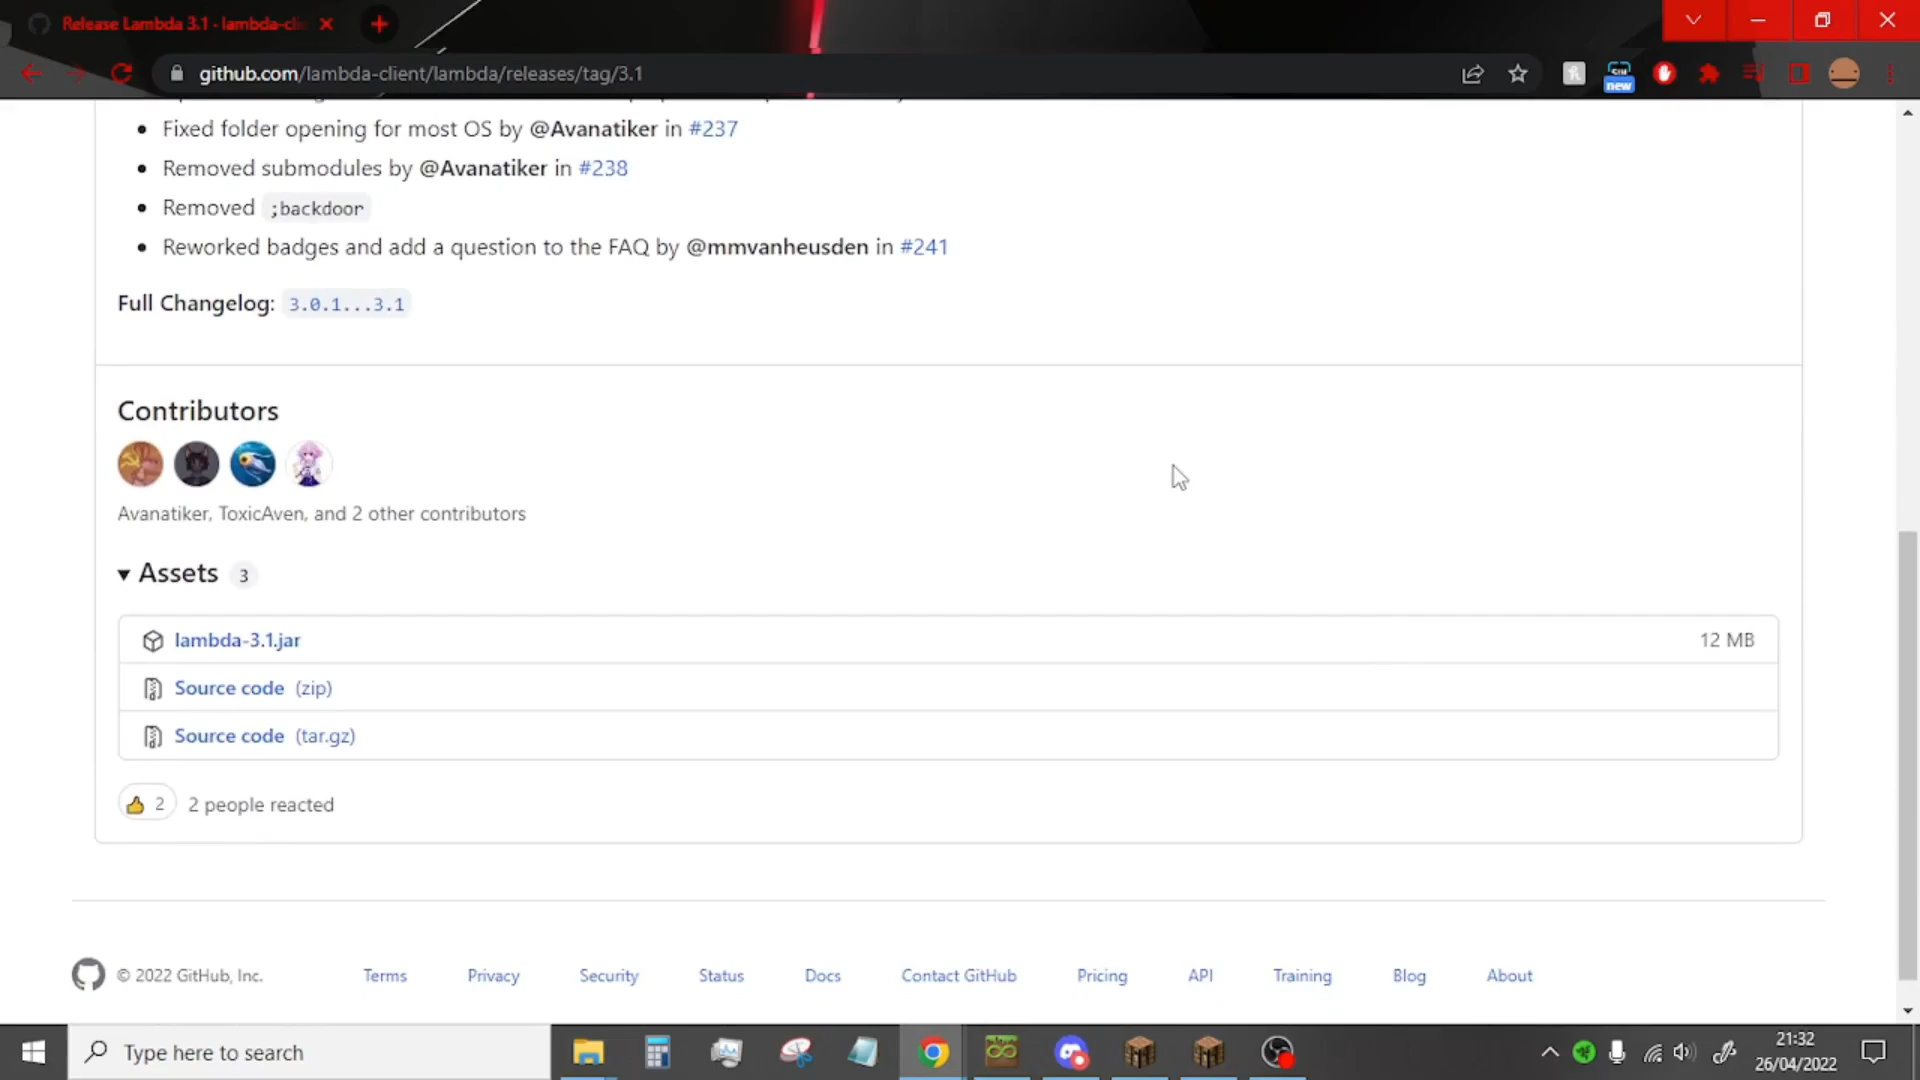 Release Lambda 3.1 · lambda-cli
github.com/lambda-client/lambda/releases/tag/3.1
new
• Fixed folder opening for most OS by @Avanatiker in #237
• Removed submodules by @Avanatiker in #238
• Removed ;backdoor
• Reworked badges and add a question to the FAQ by @mmvanheusden in #241
Full Changelog: 3.0.1...3.1
Contributors
Avanatiker, ToxicAven, and 2 other contributors
Assets 3
lambda-3.1.jar 12 MB
Source code (zip)
Source code (tar.gz)
2 2 people reacted
© 2022 GitHub, Inc. Terms Privacy Security Status Docs Contact GitHub Pricing API Training Blog About
Type here to search
21:32
26/04/2022